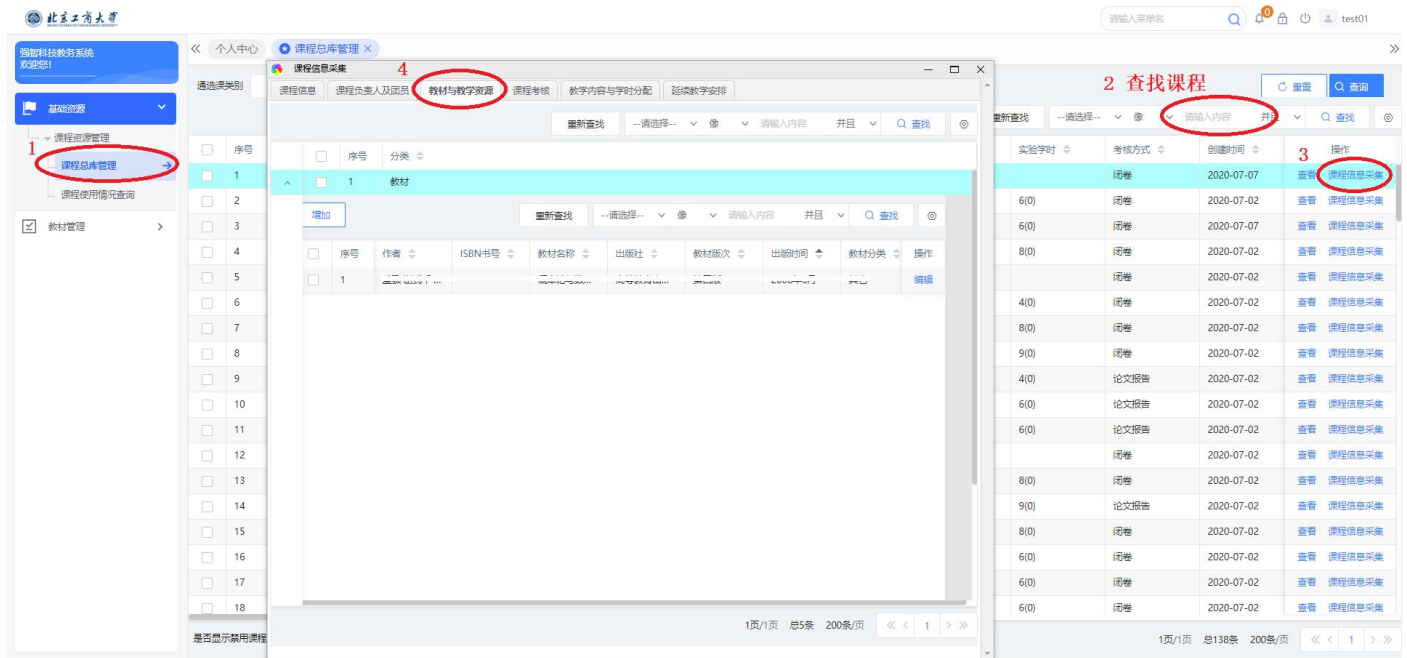 北京工商大学
请输入菜单名
0
test01
强智科技教务系统
欢迎您!
个人中心
课程总库管理
基础资源
课程资源管理
1
课程总库管理
课程使用情况查询
教材管理
通选课类别
2 查找课程
重置
查询
重新查找 --请选择-- 像 请输入内容 并且 查找
序号 实验学时 考核方式 创建时间 3 操作
1 闭卷 2020-07-07 查看 课程信息采集
2 6(0) 闭卷 2020-07-02 查看 课程信息采集
3 6(0) 闭卷 2020-07-07 查看 课程信息采集
4 8(0) 闭卷 2020-07-02 查看 课程信息采集
5 闭卷 2020-07-02 查看 课程信息采集
6 4(0) 闭卷 2020-07-02 查看 课程信息采集
7 8(0) 闭卷 2020-07-02 查看 课程信息采集
8 9(0) 闭卷 2020-07-02 查看 课程信息采集
9 4(0) 论文报告 2020-07-02 查看 课程信息采集
10 6(0) 论文报告 2020-07-02 查看 课程信息采集
11 6(0) 论文报告 2020-07-02 查看 课程信息采集
12 闭卷 2020-07-02 查看 课程信息采集
13 8(0) 闭卷 2020-07-02 查看 课程信息采集
14 9(0) 论文报告 2020-07-02 查看 课程信息采集
15 8(0) 闭卷 2020-07-02 查看 课程信息采集
16 6(0) 闭卷 2020-07-02 查看 课程信息采集
17 6(0) 闭卷 2020-07-02 查看 课程信息采集
18 6(0) 闭卷 2020-07-02 查看 课程信息采集
是否显示禁用课程
1页/1页 总138条 200条/页 1
课程信息采集
4
课程信息 课程负责人及团员 教材与教学资源 课程考核 教学内容与学时分配 延续教学安排
重新查找 --请选择-- 像 请输入内容 并且 查找
序号 分类
1 教材
增加 重新查找 --请选择-- 像 请输入内容 并且 查找
序号 作者 ISBN书号 教材名称 出版社 教材版次 出版时间 教材分类 操作
1 编辑
1页/1页 总5条 200条/页 1